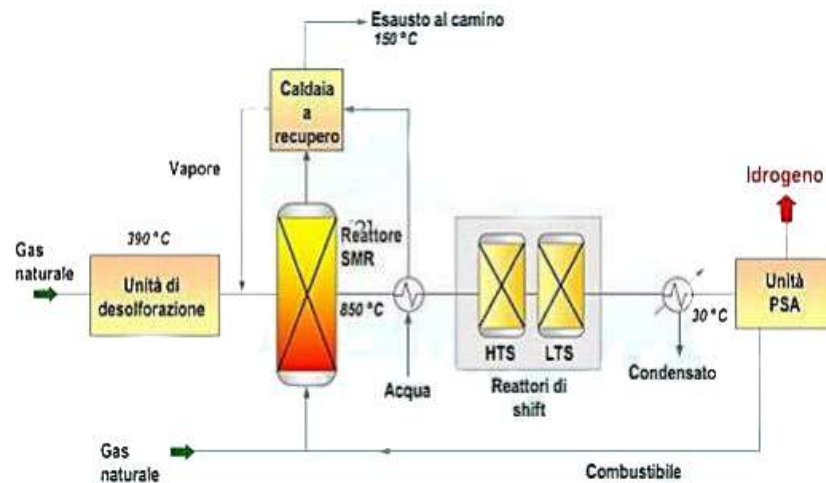 Esausto al camino
150 °C
Caldaia
a
recupero
Vapore
Idrogeno
390 °C
Gas
naturale
Unità di
desolforazione
Reattore
SMR
850 °C
Unità
PSA
30 °C
HTS
LTS
Acqua
Reattori di
shift
Condensato
Gas
naturale
Combustibile